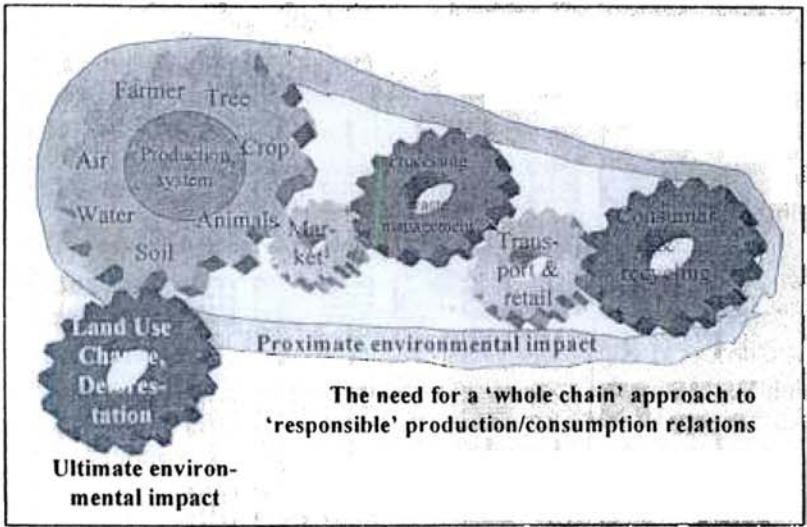 Farmer Tree
Air
Production
system
Crop
Water
Animals
Soil
Mar-
ket
Processing
management
Trans-
port &
retail
Consumer
recycling
Land Use
Change,
Defores-
tation
Proximate environmental impact
The need for a 'whole chain' approach to
'responsible' production/consumption relations
Ultimate environ-
mental impact